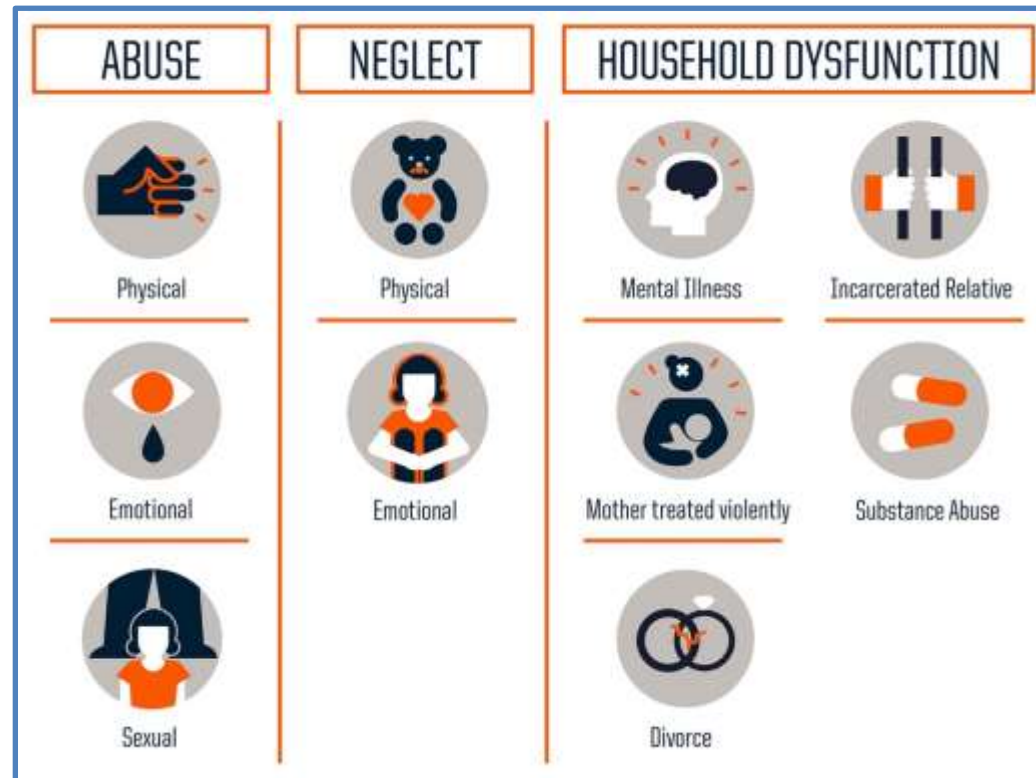 ABUSE
NEGLECT
HOUSEHOLD DYSFUNCTION
Physical
Physical
Mental Illness
Incarcerated Relative
Emotional
Emotional
Mother treated violently
Substance Abuse
Sexual
Divorce